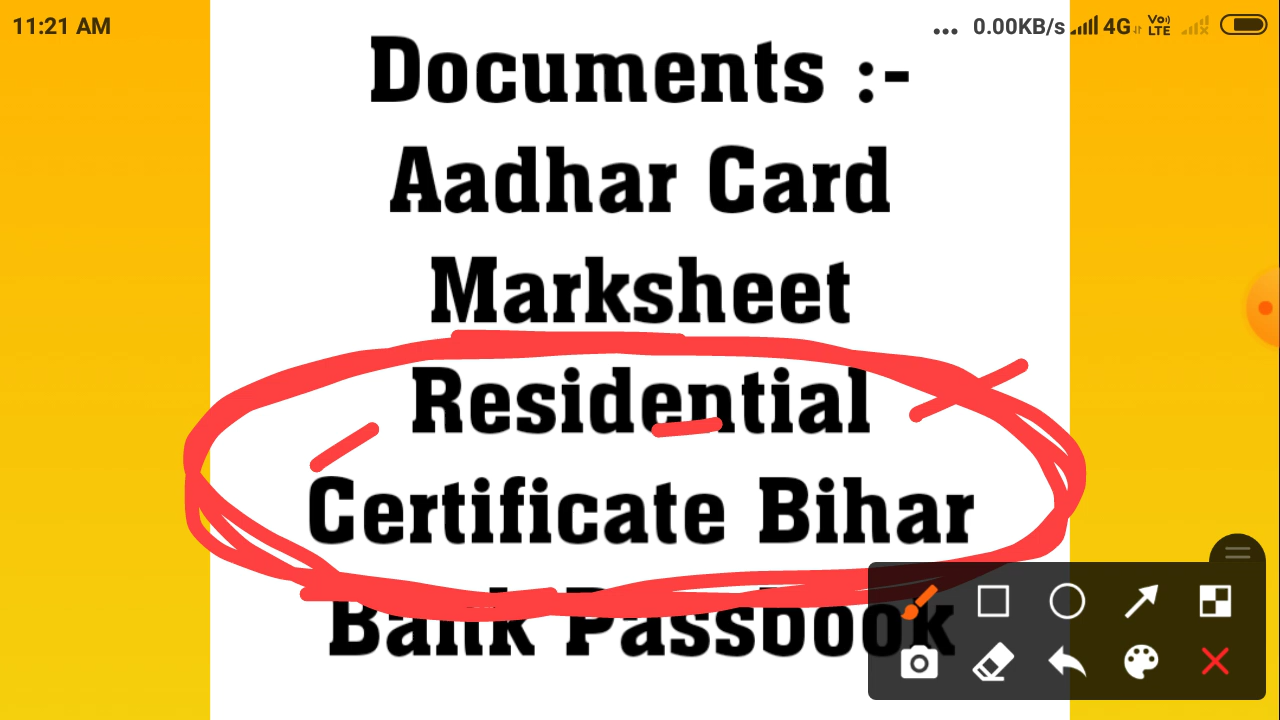 11:21 AM
... 0.00KB/s 4G Vo) LTE
Documents :-
Aadhar Card
Marksheet
Residential
Certificate Bihar
Bank Passbook